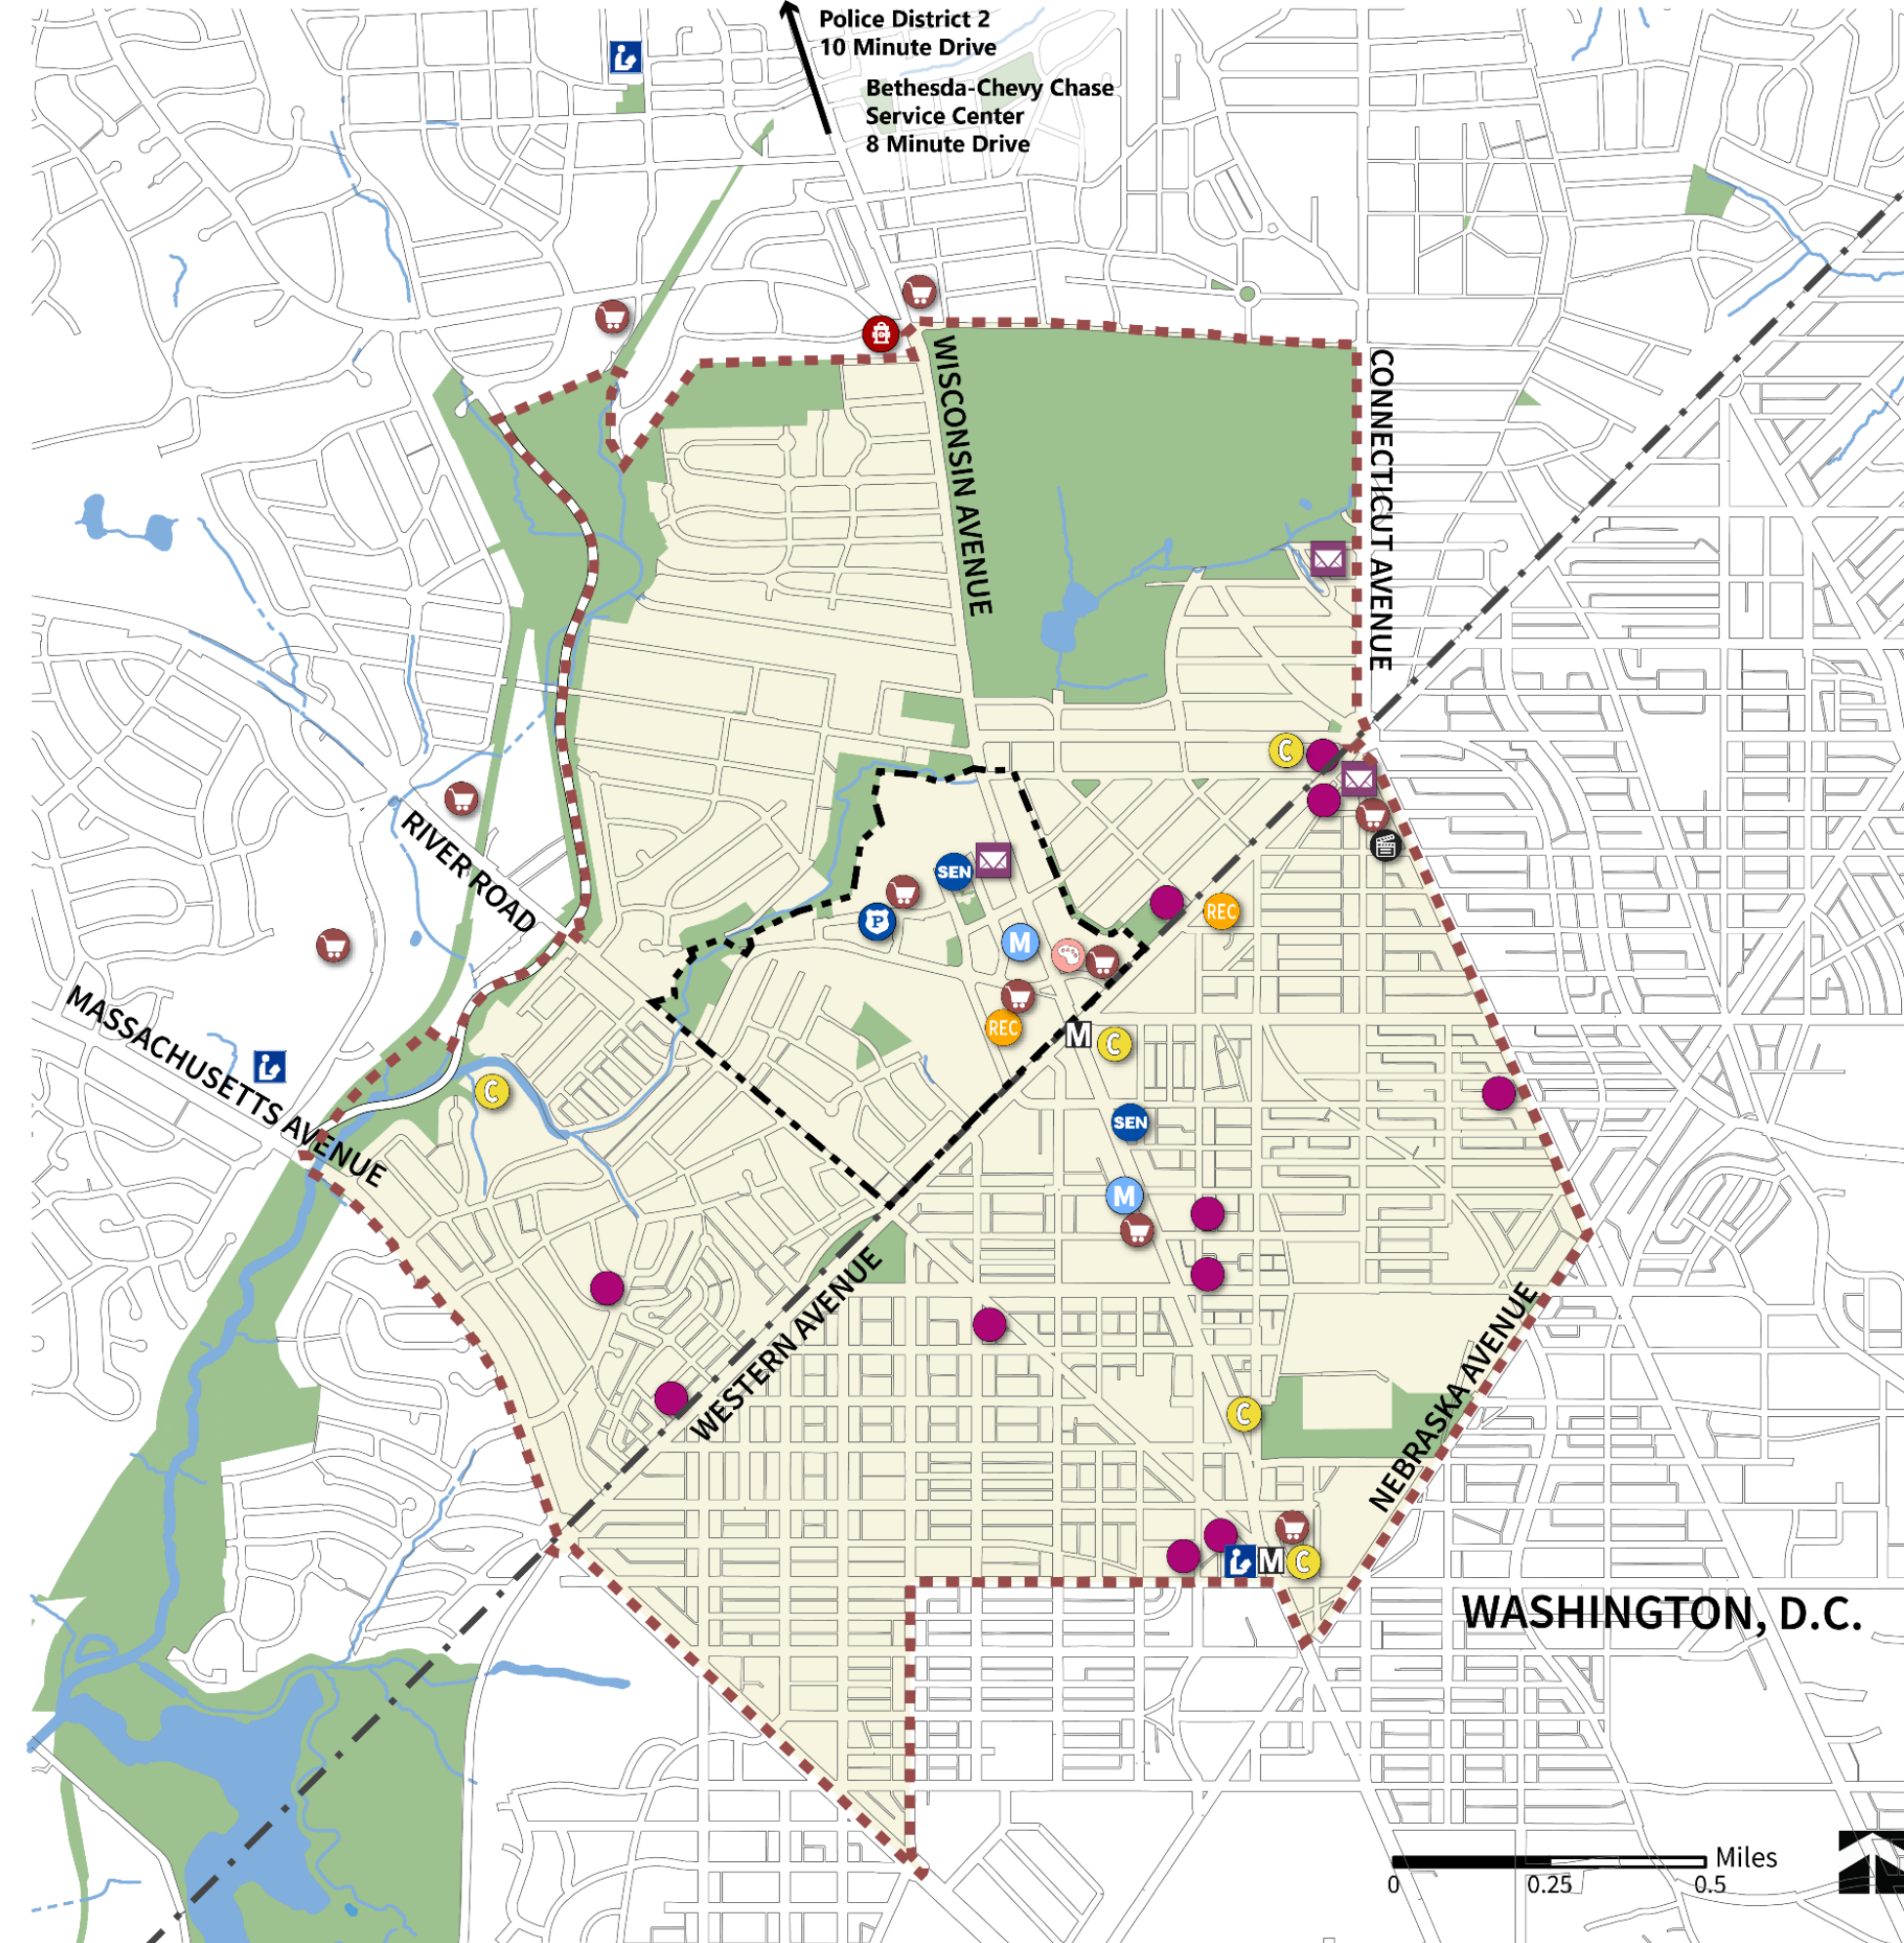 Police District 2
10 Minute Drive
Bethesda-Chevy Chase
Service Center
8 Minute Drive
WISCONSIN AVENUE
CONNECTICUT AVENUE
C
RIVER ROAD
SEN
P
REC
M
MASSACHUSETTS AVENUE
REC
M
C
C
SEN
M
WESTERN AVENUE
NEBRASKA AVENUE
C
M
C
WASHINGTON, D.C.
Miles
0
0.25
0.5